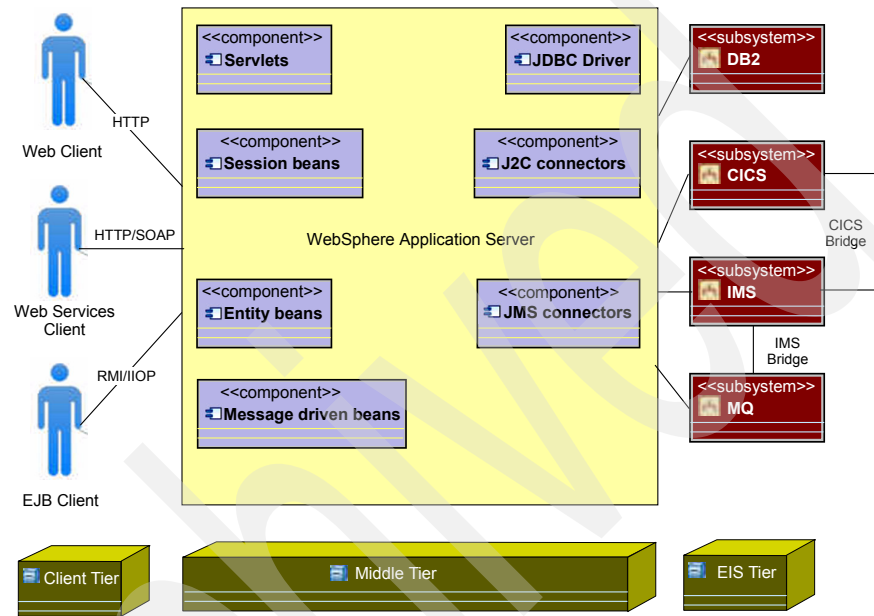 Web Client
HTTP
Web Services
Client
HTTP/SOAP
EJB Client
RMI/IIOP
<<component>>
Servlets
<<component>>
Session beans
<<component>>
Entity beans
<<component>>
Message driven beans
WebSphere Application Server
<<component>>
JDBC Driver
<<component>>
J2C connectors
<<component>>
JMS connectors
<<subsystem>>
DB2
<<subsystem>>
CICS
CICS
Bridge
<<subsystem>>
IMS
IMS
Bridge
<<subsystem>>
MQ
Client Tier
Middle Tier
EIS Tier